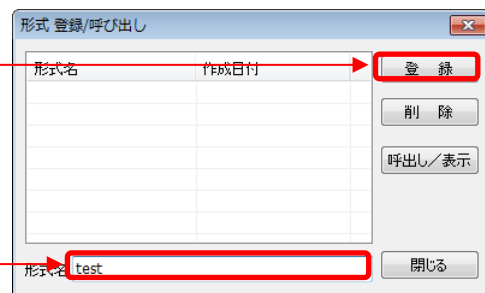 形式 登録/呼び出し
形式名 作成日付
登 録
削 除
呼出し／表示
形式名 test
閉じる